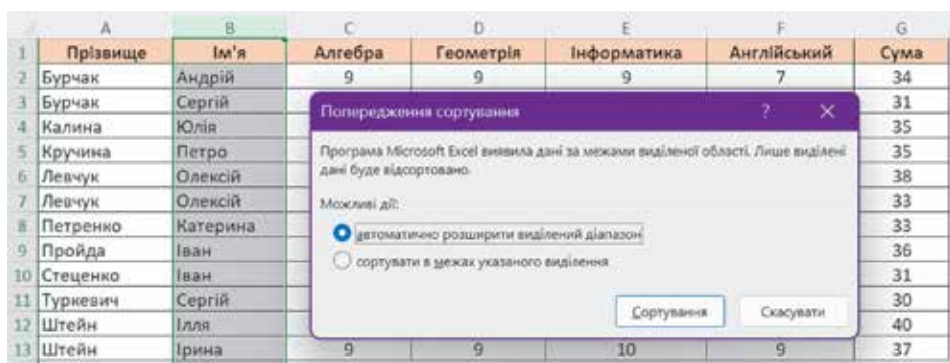 A B C D E F G
1 Прізвище Ім'я Алгебра Геометрія Інформатика Англійський Сума
2 Бурчак Андрій 9 9 9 7 34
3 Бурчак Сергій 31
4 Калина Юлія 35
5 Кручина Петро 35
6 Левчук Олексій 38
7 Левчук Олексій 33
8 Петренко Катерина 33
9 Пройда Іван 36
10 Стеценко Іван 31
11 Туркевич Сергій 30
12 Штейн Ілля 40
13 Штейн Ірина 9 9 10 9 37
Попередження сортування ? ×
Програма Microsoft Excel виявила дані за межами виділеної області. Лише виділені
дані буде відсортовано.
Можливі дії:
автоматично розширити виділений діапазон
сортувати в межах указаного виділення
Сортування Скасувати